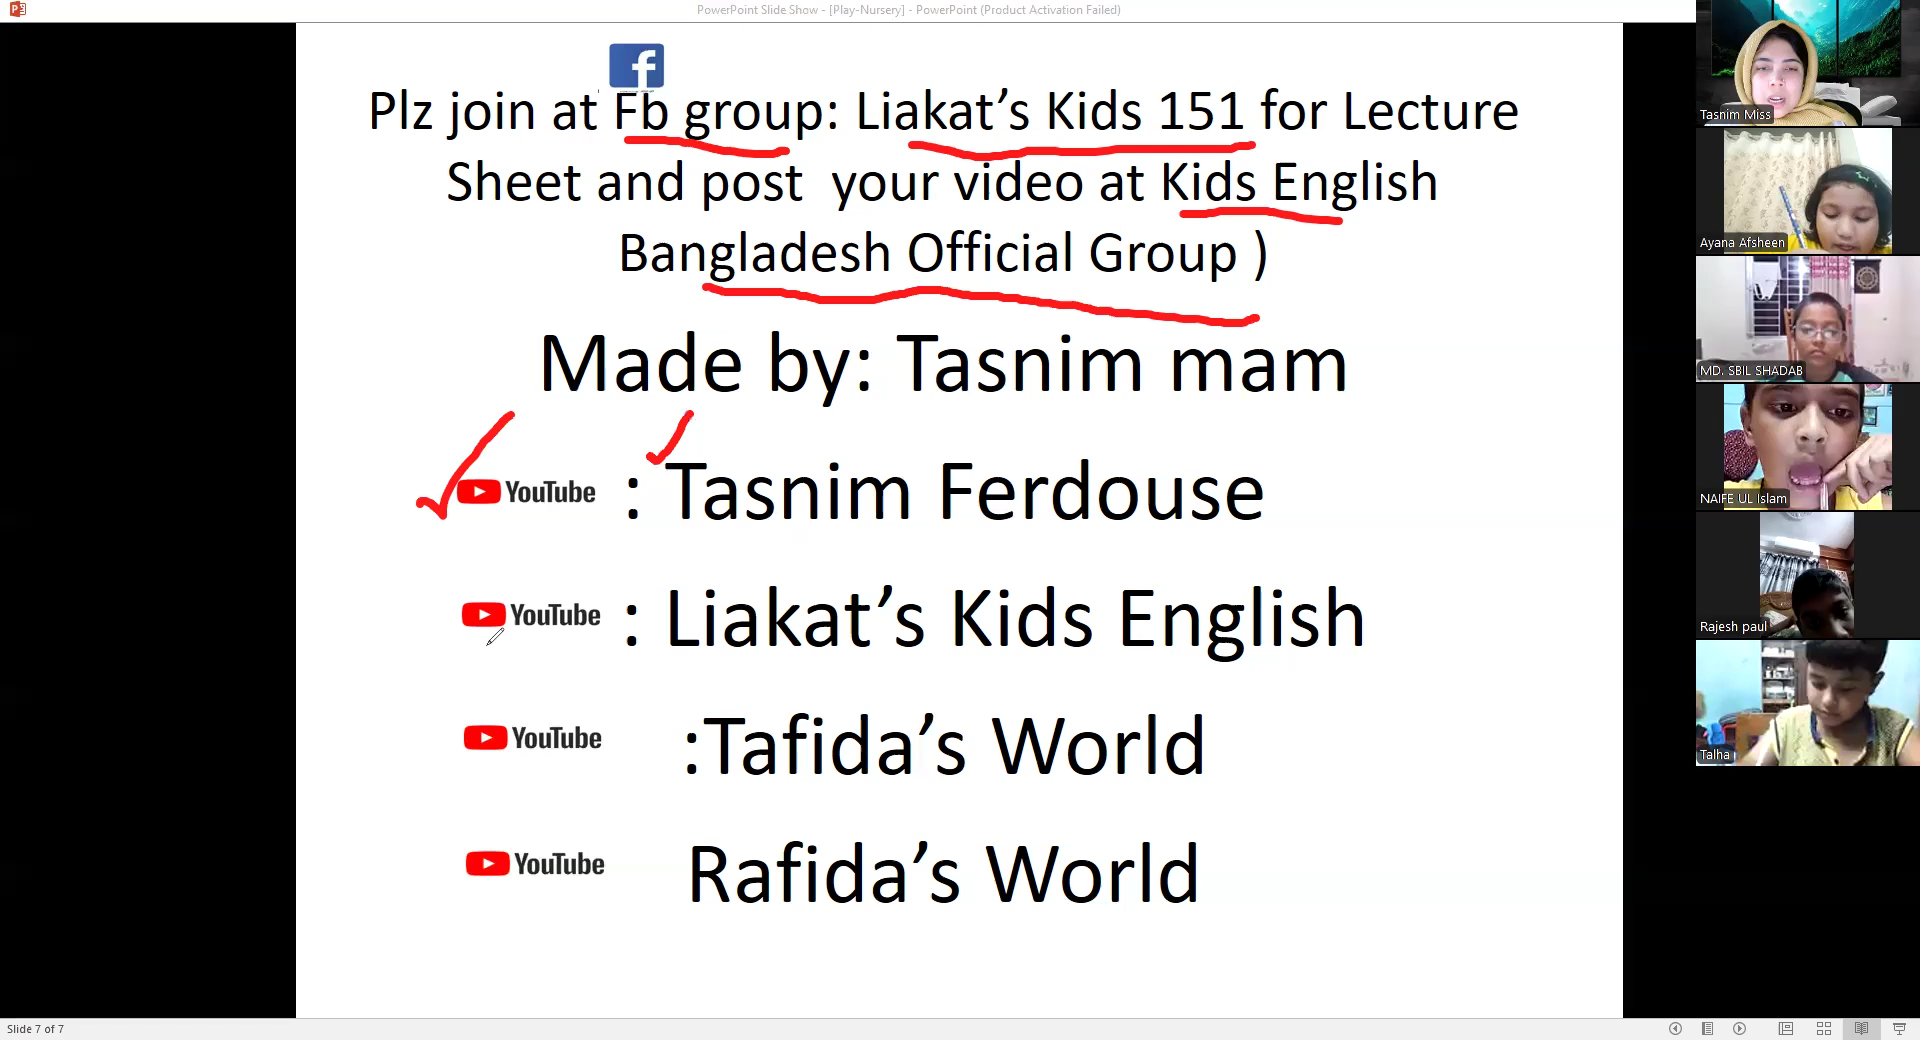 PowerPoint Slide Show - [Play-Nursery] - PowerPoint (Product Activation Failed)
Plz join at Fb group: Liakat’s Kids 151 for Lecture
Sheet and post your video at Kids English
Bangladesh Official Group )
Made by: Tasnim mam
YouTube : Tasnim Ferdouse
YouTube : Liakat’s Kids English
YouTube :Tafida’s World
YouTube Rafida’s World
Tasnim Miss
Ayana Afsheen
MD. SBIL SHADAB
NAIFE UL Islam
Rajesh paul
Talha
Slide 7 of 7